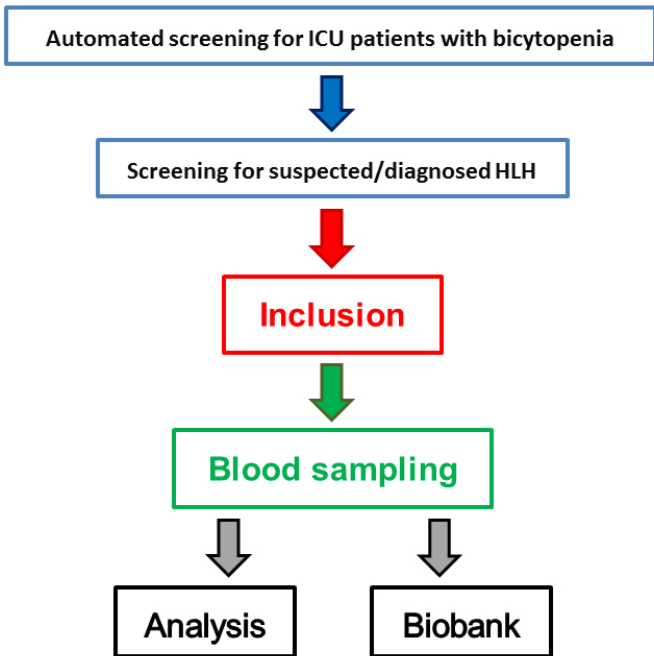 Automated screening for ICU patients with bicytopenia
Screening for suspected/diagnosed HLH
Inclusion
Blood sampling
Analysis
Biobank